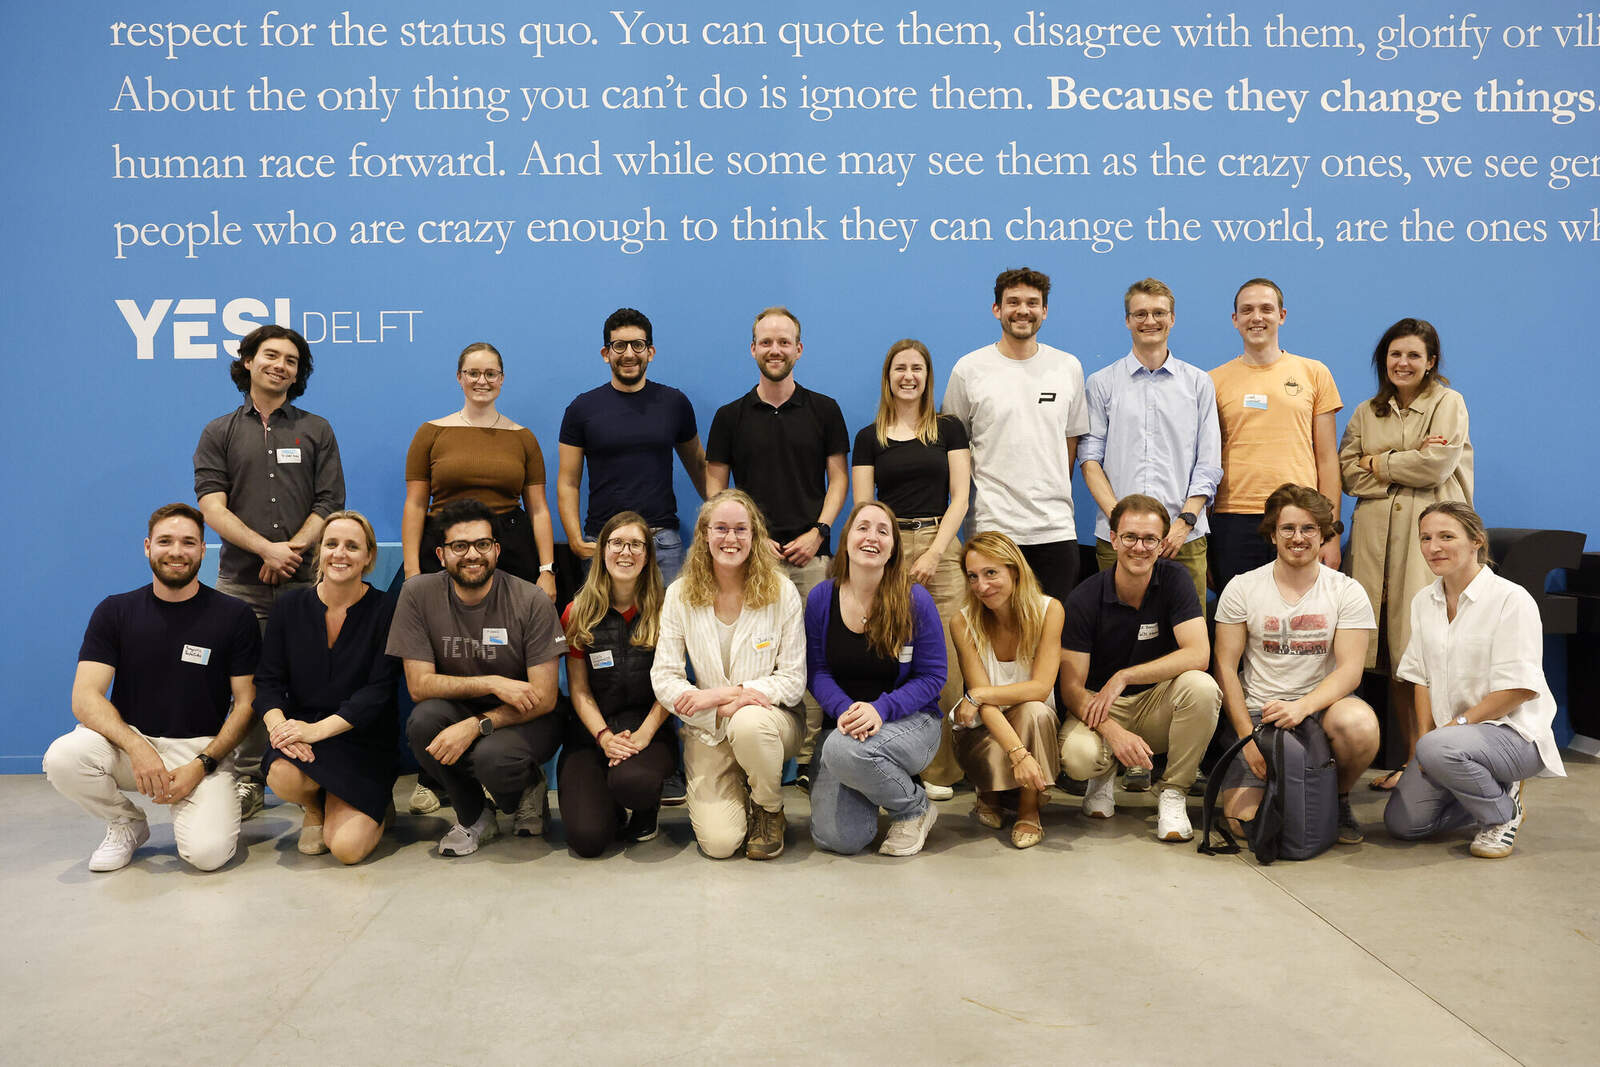 respect for the status quo. You can quote them, disagree with them, glorify or vili
About the only thing you can't do is ignore them. Because they change things.
human race forward. And while some may see them as the crazy ones, we see gen
people who are crazy enough to think they can change the world, are the ones wh
YES!DELFT
TETRIS